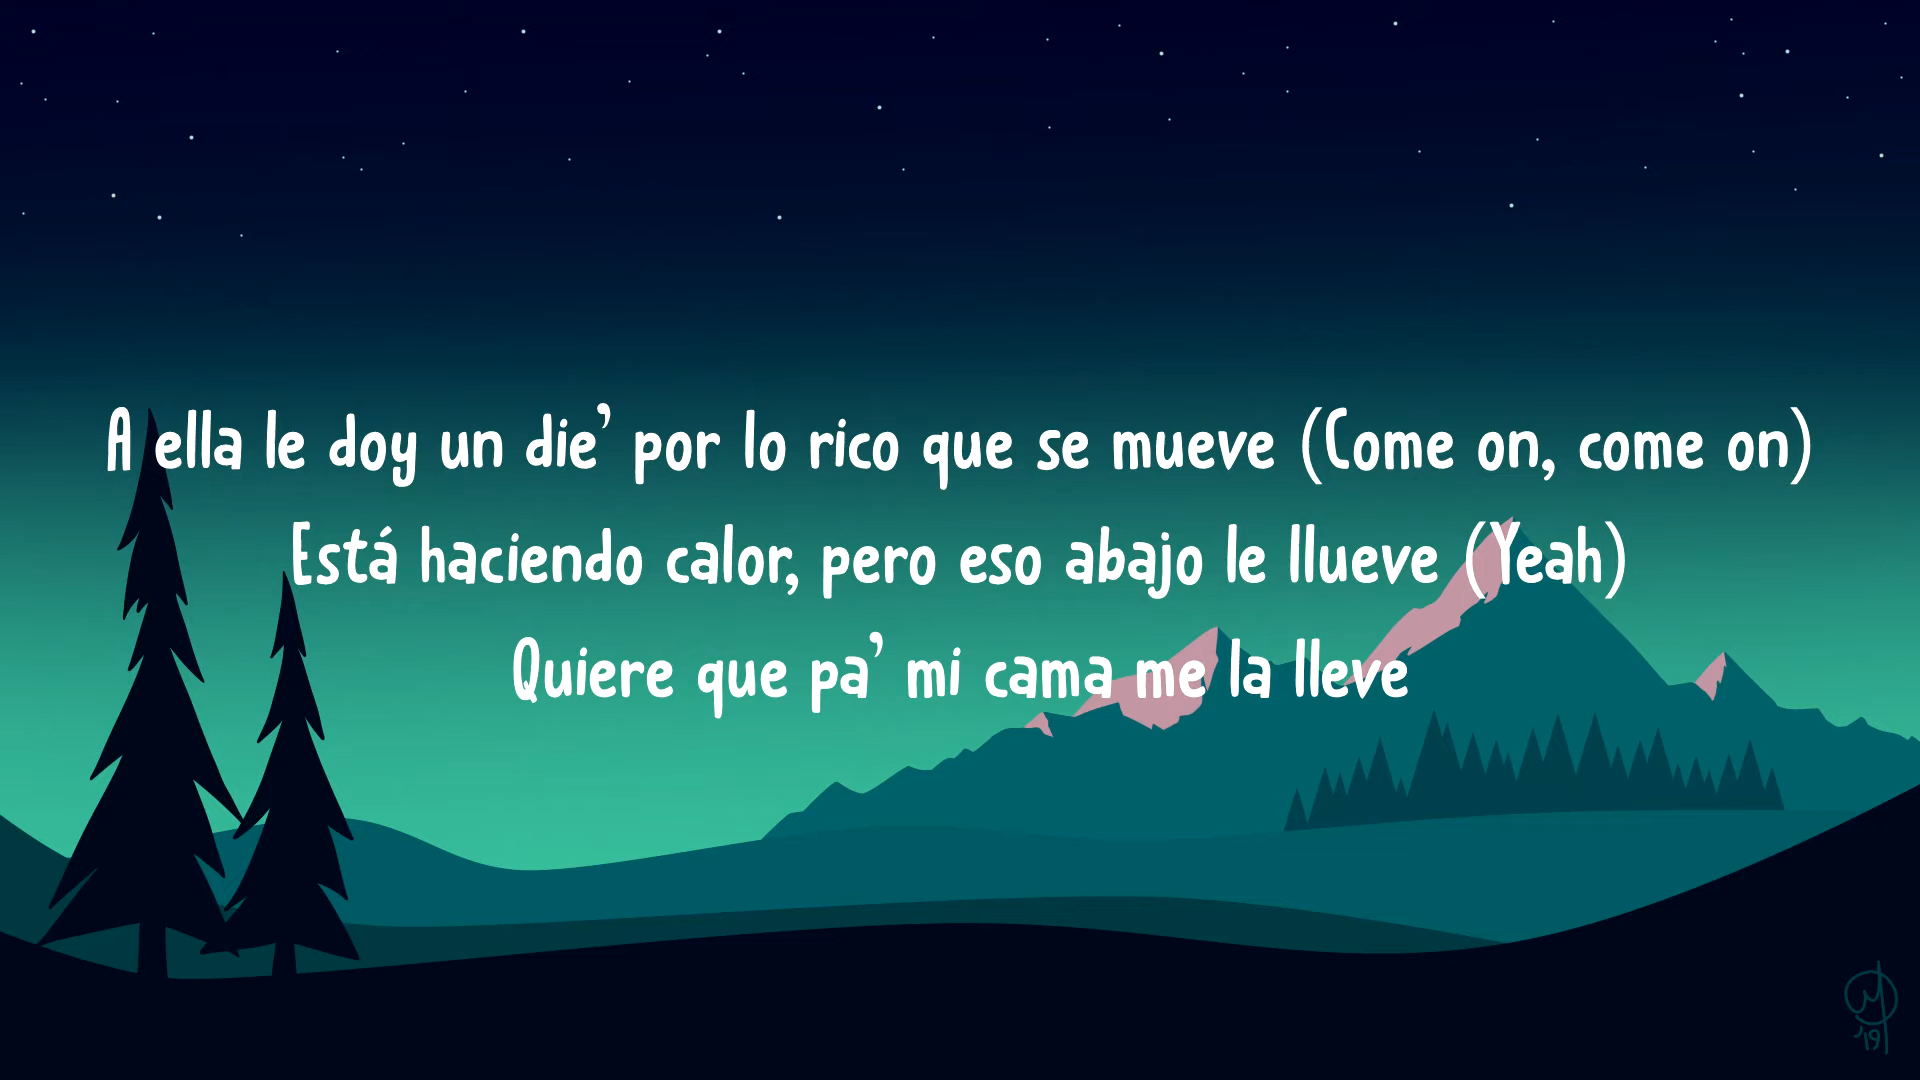 A ella le doy un die’ por lo rico que se mueve (Come on, come on)
Está haciendo calor, pero eso abajo le llueve (Yeah)
Quiere que pa’ mi cama me la lleve
'19